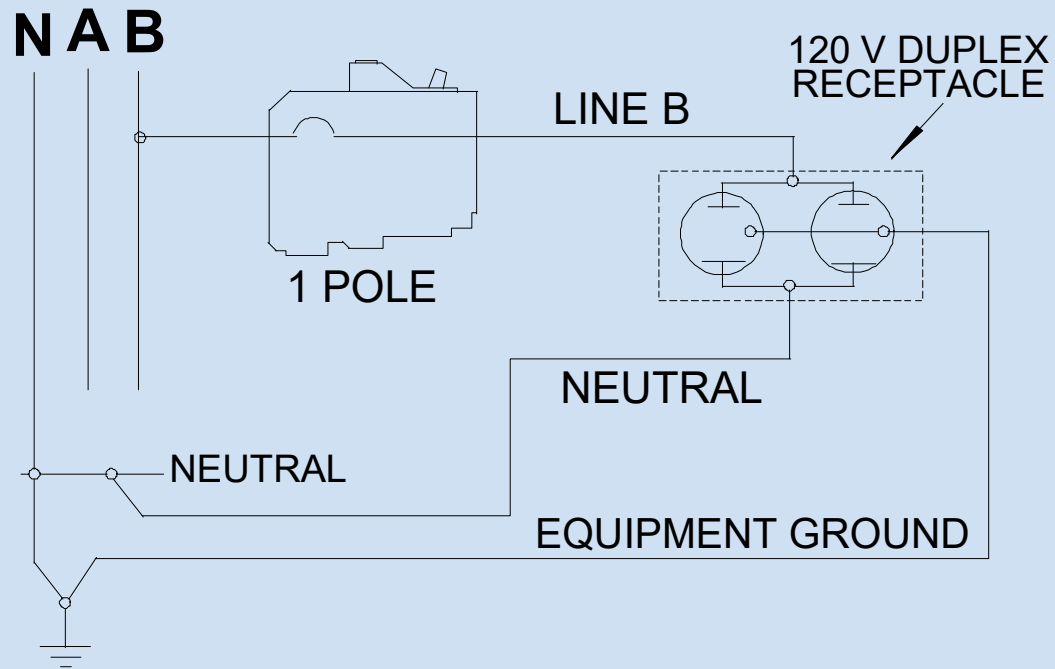 N A B
120 V DUPLEX
RECEPTACLE
LINE B
1 POLE
NEUTRAL
NEUTRAL
EQUIPMENT GROUND